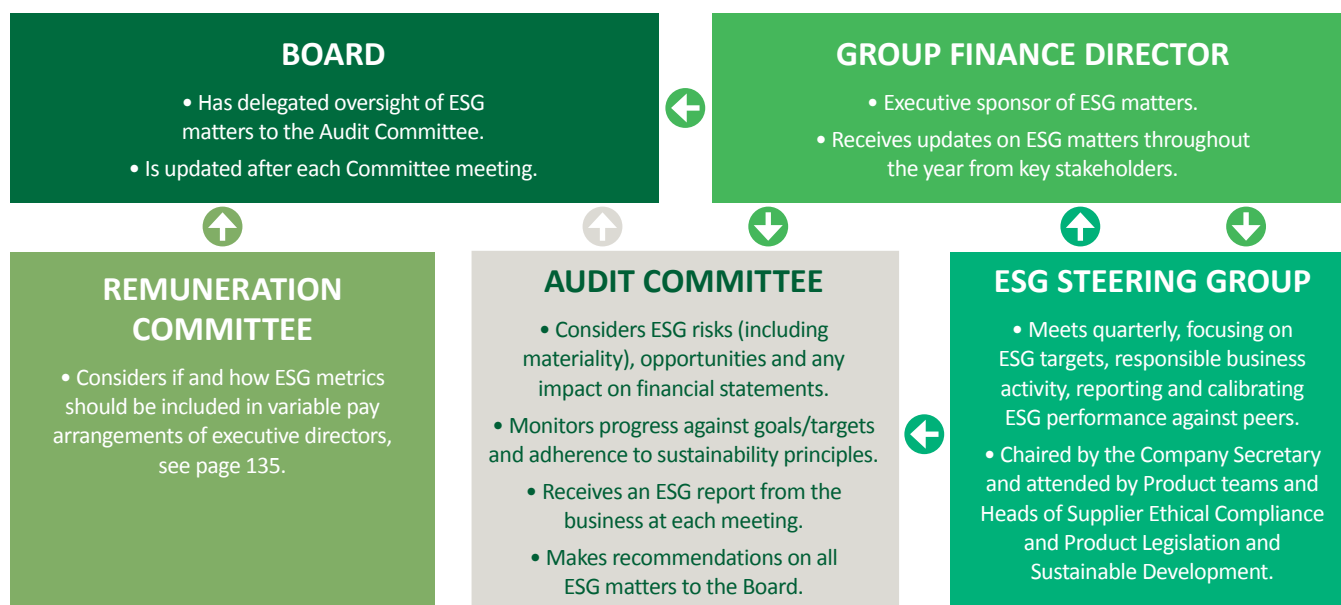 BOARD
• Has delegated oversight of ESG
matters to the Audit Committee.
• Is updated after each Committee meeting.
GROUP FINANCE DIRECTOR
• Executive sponsor of ESG matters.
• Receives updates on ESG matters throughout
the year from key stakeholders.
REMUNERATION
COMMITTEE
• Considers if and how ESG metrics
should be included in variable pay
arrangements of executive directors,
see page 135.
AUDIT COMMITTEE
• Considers ESG risks (including
materiality), opportunities and any
impact on financial statements.
• Monitors progress against goals/targets
and adherence to sustainability principles.
• Receives an ESG report from the
business at each meeting.
• Makes recommendations on all
ESG matters to the Board.
ESG STEERING GROUP
• Meets quarterly, focusing on
ESG targets, responsible business
activity, reporting and calibrating
ESG performance against peers.
• Chaired by the Company Secretary
and attended by Product teams and
Heads of Supplier Ethical Compliance
and Product Legislation and
Sustainable Development.